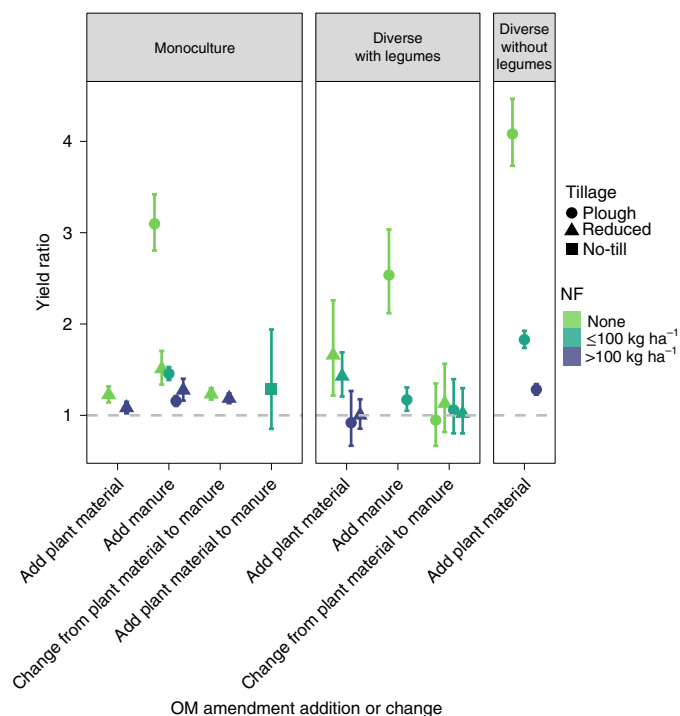 Monoculture
Diverse
with legumes
Diverse
without
legumes
4
3
2
1
Yield ratio
Tillage
Plough
Reduced
No-till
NF
None
≤100 kg ha⁻¹
>100 kg ha⁻¹
Add plant material
Add manure
Change from plant material to manure
Add plant material to manure
Add plant material
Add manure
Change from plant material to manure
Add plant material
OM amendment addition or change